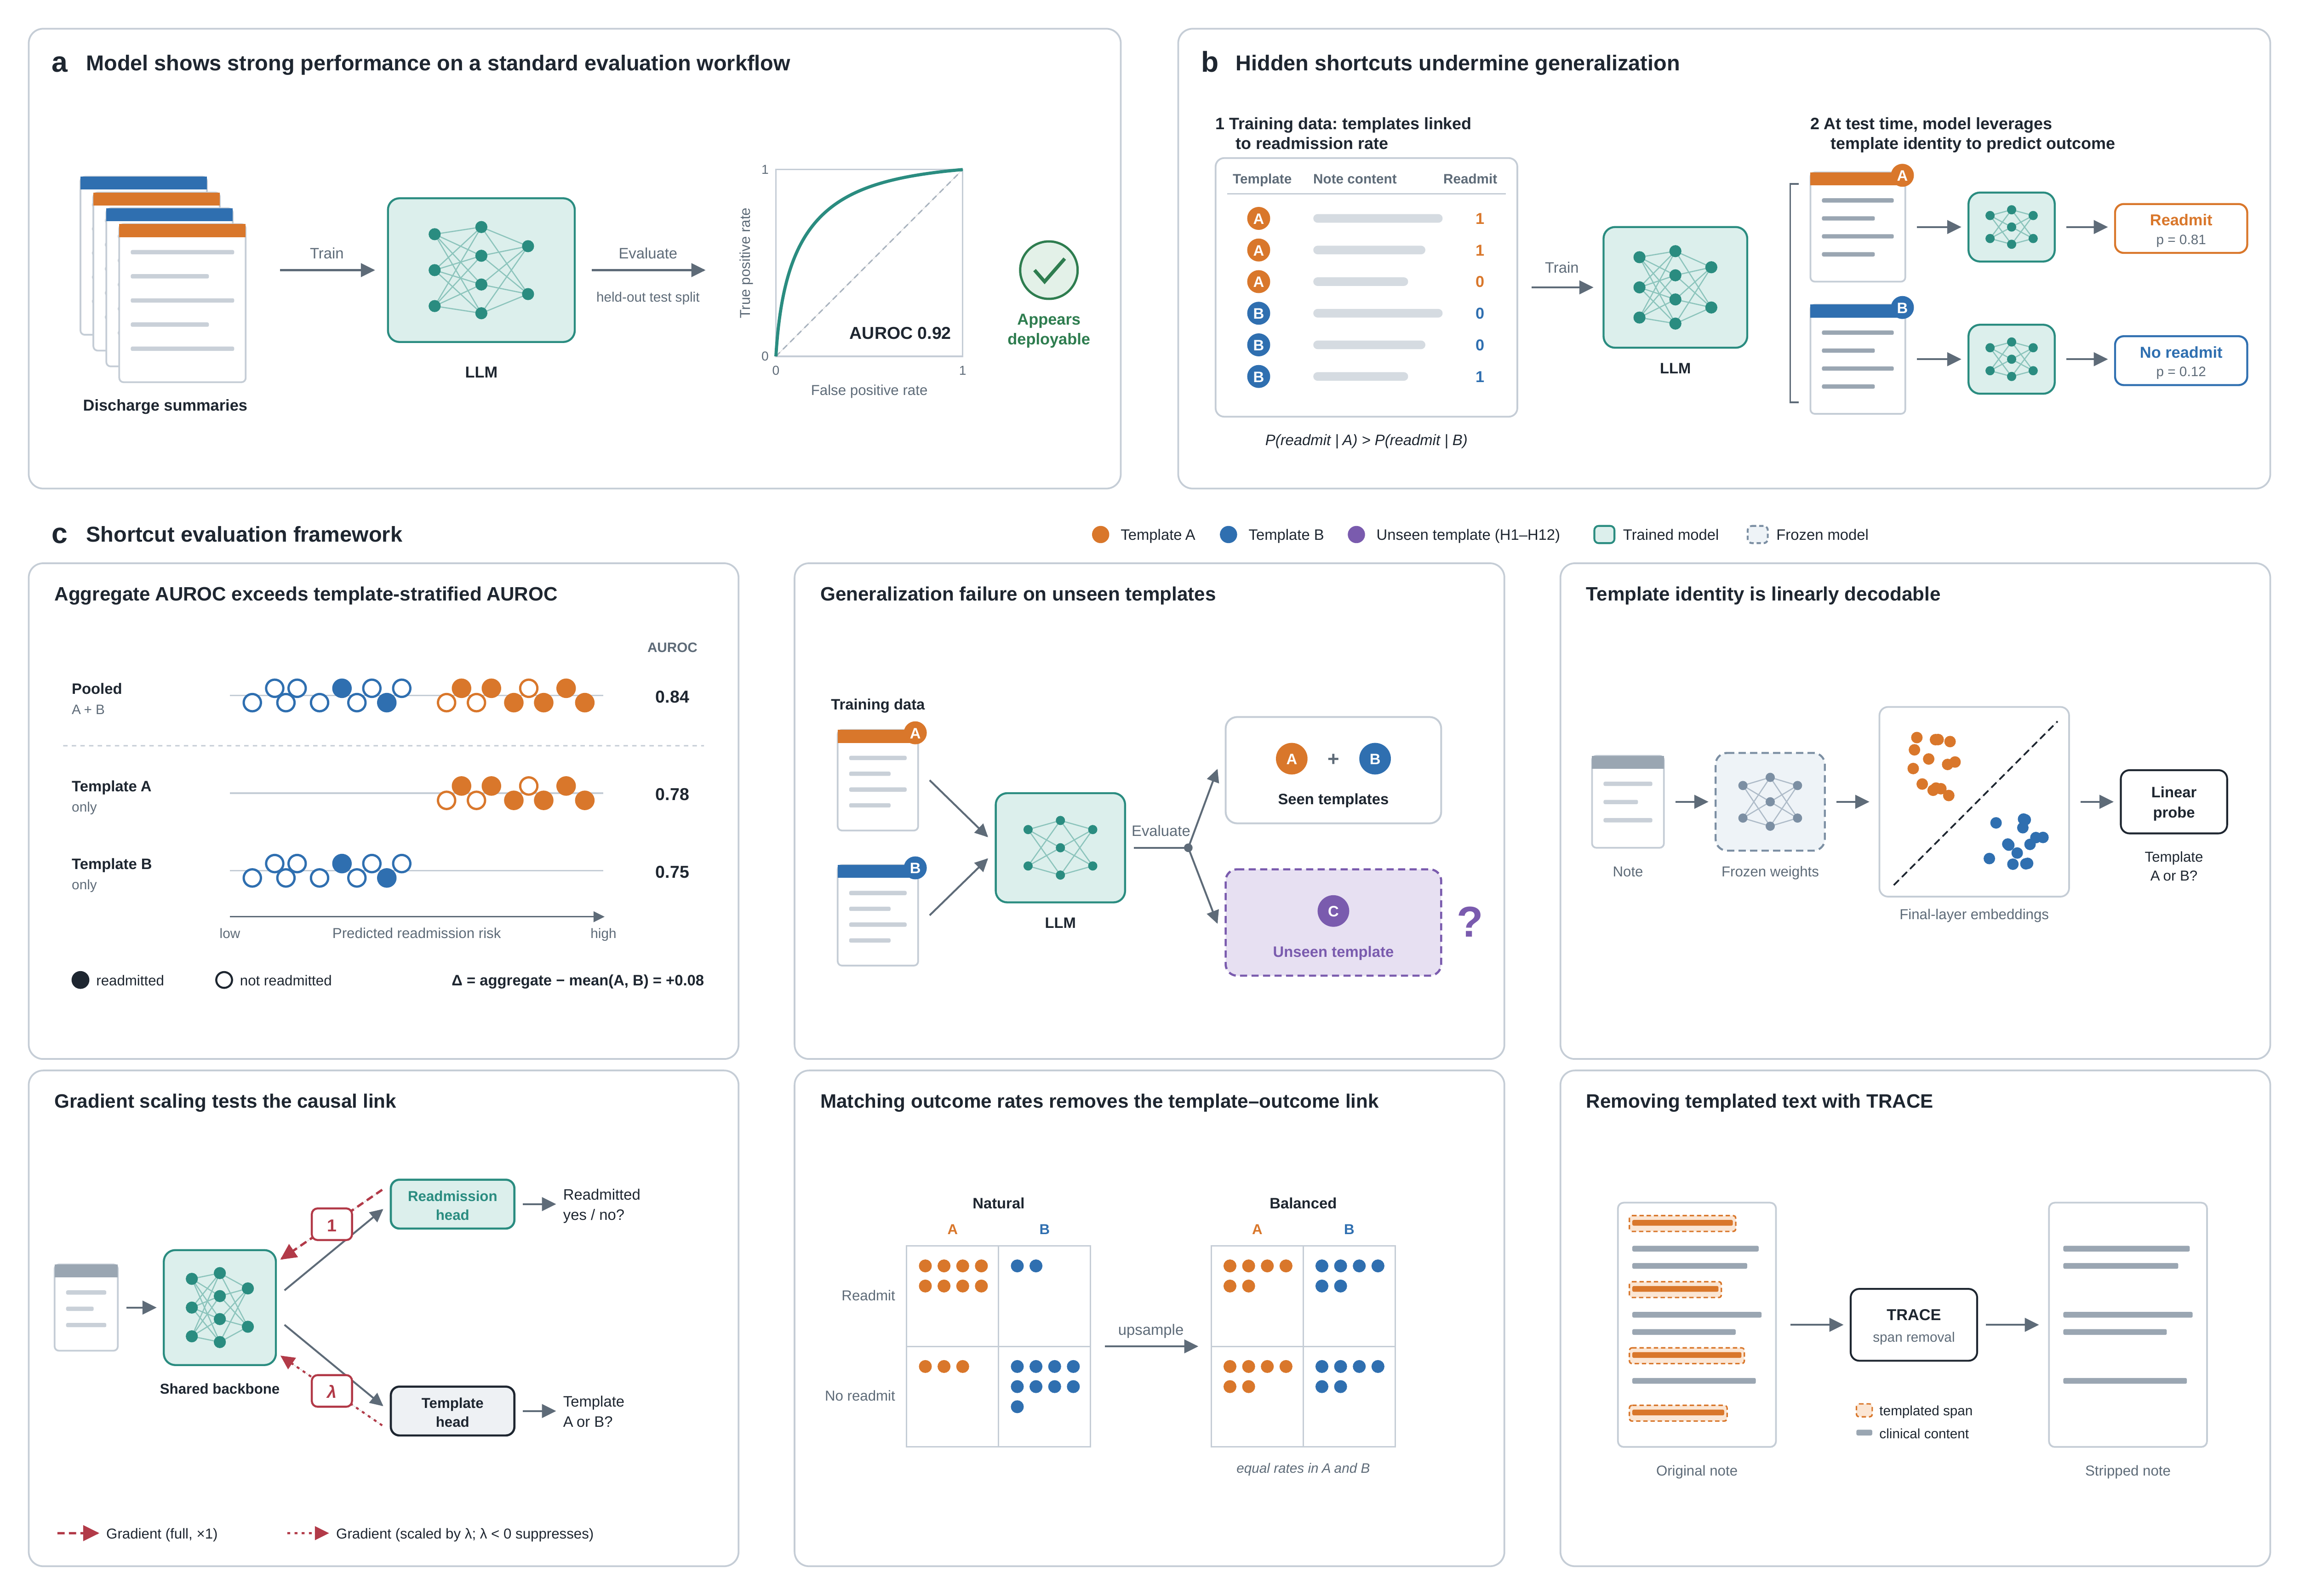 a Model shows strong performance on a standard evaluation workflow
Discharge summaries
Train
LLM
Evaluate
held-out test split
True positive rate
1
0
0
1
False positive rate
AUROC 0.92
Appears
deployable
b Hidden shortcuts undermine generalization
1 Training data: templates linked
to readmission rate
Template Note content Readmit
A 1
A 1
A 0
B 0
B 0
B 1
P(readmit | A) > P(readmit | B)
Train
LLM
2 At test time, model leverages
template identity to predict outcome
A
Readmit
p = 0.81
B
No readmit
p = 0.12
c Shortcut evaluation framework
Template A Template B Unseen template (H1–H12) Trained model Frozen model
Aggregate AUROC exceeds template-stratified AUROC
AUROC
Pooled
A + B
0.84
Template A
only
0.78
Template B
only
0.75
low Predicted readmission risk high
readmitted not readmitted Δ = aggregate − mean(A, B) = +0.08
Generalization failure on unseen templates
Training data
A
B
LLM
Evaluate
A + B
Seen templates
C
Unseen template
?
Template identity is linearly decodable
Note
Frozen weights
Final-layer embeddings
Linear
probe
Template
A or B?
Gradient scaling tests the causal link
Shared backbone
1
λ
Readmission
head
Readmitted
yes / no?
Template
head
Template
A or B?
Gradient (full, ×1) Gradient (scaled by λ; λ < 0 suppresses)
Matching outcome rates removes the template–outcome link
Natural
A B
Readmit
No readmit
upsample
Balanced
A B
equal rates in A and B
Removing templated text with TRACE
Original note
TRACE
span removal
templated span
clinical content
Stripped note